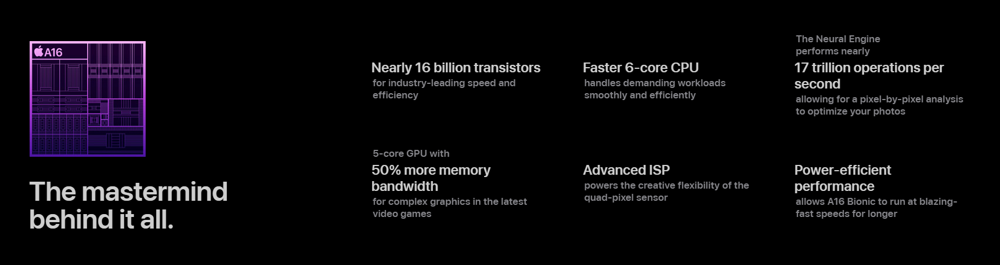 A16
The mastermind
behind it all.
Nearly 16 billion transistors
for industry-leading speed and
efficiency
Faster 6-core CPU
handles demanding workloads
smoothly and efficiently
The Neural Engine
performs nearly
17 trillion operations per
second
allowing for a pixel-by-pixel analysis
to optimize your photos
5-core GPU with
50% more memory
bandwidth
for complex graphics in the latest
video games
Advanced ISP
powers the creative flexibility of the
quad-pixel sensor
Power-efficient
performance
allows A16 Bionic to run at blazing-
fast speeds for longer